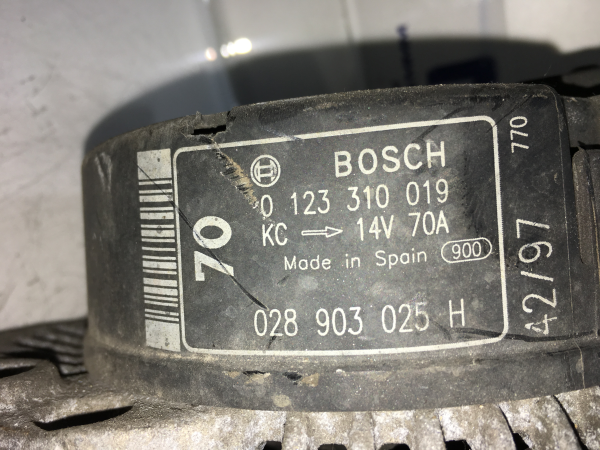 BOSCH
0 123 310 019
KC → 14V 70A
Made in Spain 900
028 903 025 H
70
42/97
770